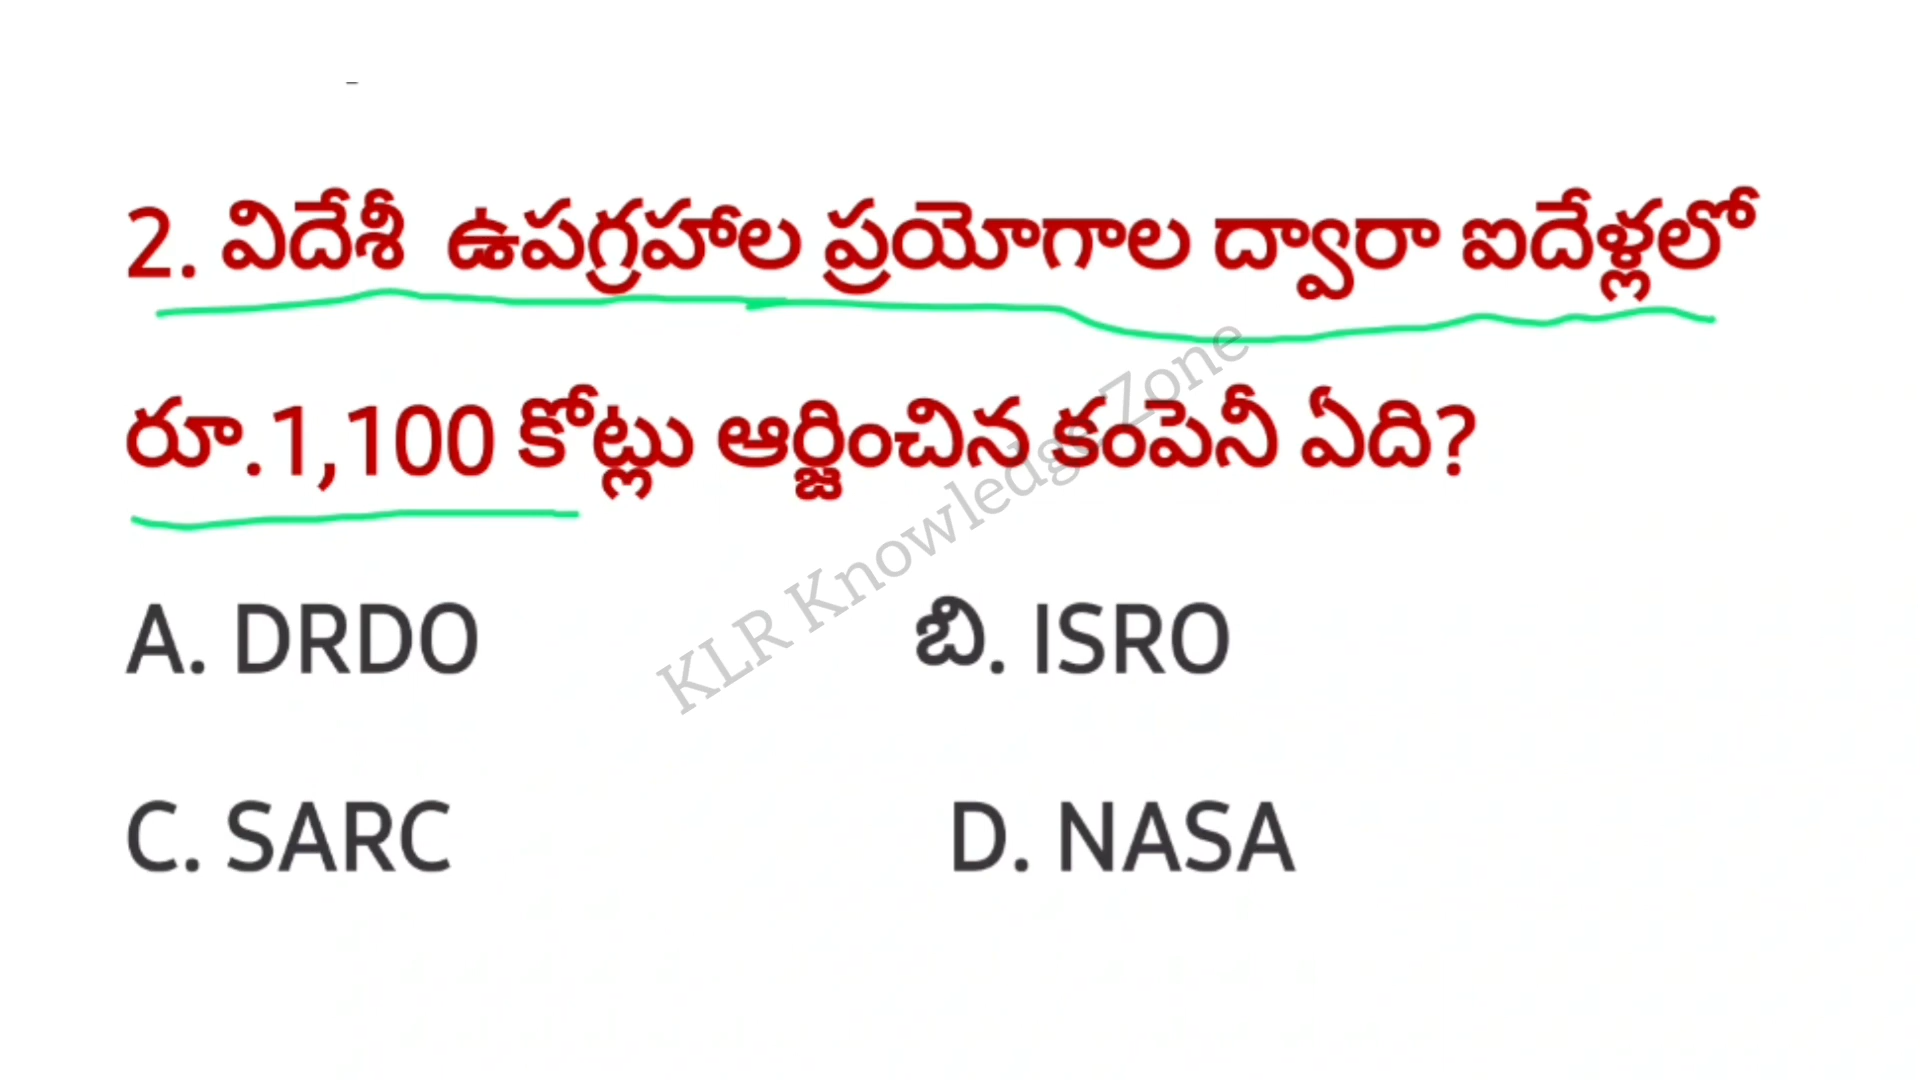 2. విదేశీ ఉపగ్రహాల ప్రయోగాల ద్వారా ఐదేళ్లలో
రూ.1,100 కోట్లు ఆర్జించిన కంపెనీ ఏది?
A. DRDO బి. ISRO
C. SARC D. NASA
KLR Knowledge Zone